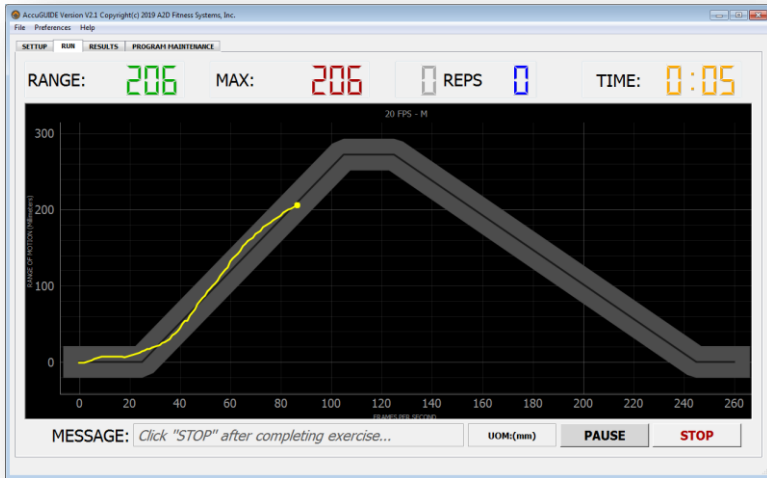 AccuGUIDE Version V2.1 Copyright(c) 2019 A2D Fitness Systems, Inc.
File Preferences Help
SETUP RUN RESULTS PROGRAM MAINTENANCE
RANGE: 206 MAX: 206 0 REPS 0 TIME: 0:05
20 FPS - M
300
200
100
0
RANGE OF MOTION (Millimeters)
0 20 40 60 80 100 120 140 160 180 200 220 240 260
FRAMES PER SECOND
MESSAGE: Click "STOP" after completing exercise... UOM:(mm) PAUSE STOP